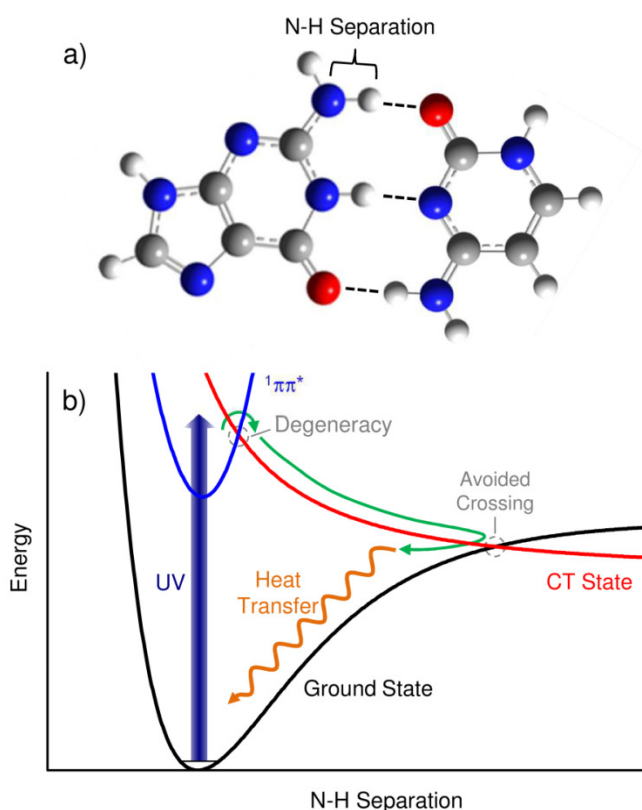 N-H Separation
a)
b)
¹ππ*
Degeneracy
Avoided
Crossing
Energy
UV
Heat
Transfer
CT State
Ground State
N-H Separation